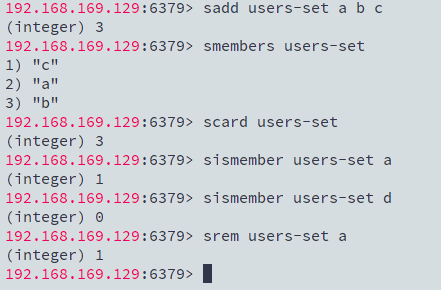 192.168.169.129:6379> sadd users-set a b c
(integer) 3
192.168.169.129:6379> smembers users-set
1) "c"
2) "a"
3) "b"
192.168.169.129:6379> scard users-set
(integer) 3
192.168.169.129:6379> sismember users-set a
(integer) 1
192.168.169.129:6379> sismember users-set d
(integer) 0
192.168.169.129:6379> srem users-set a
(integer) 1
192.168.169.129:6379>